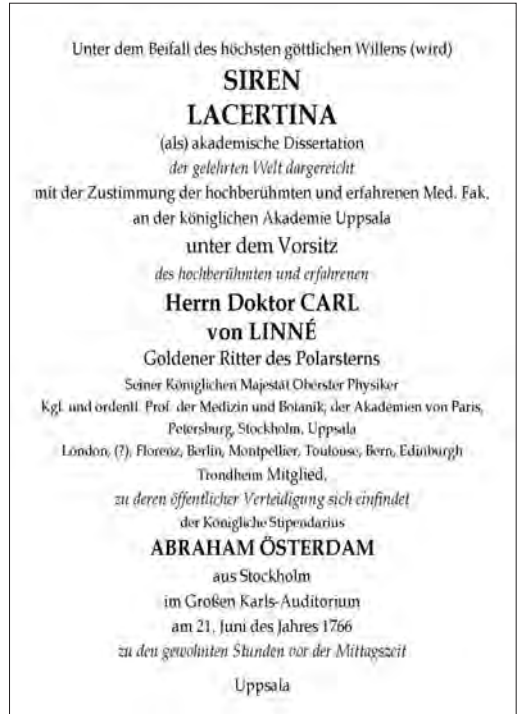 Unter dem Beifall des höchsten göttlichen Willens (wird)
SIREN
LACERTINA
(als) akademische Dissertation
der gelehrten Welt dargereicht
mit der Zustimmung der hochberühmten und erfahrenen Med. Fak.
an der königlichen Akademie Uppsala
unter dem Vorsitz
des hochberühmten und erfahrenen
Herrn Doktor CARL
von LINNÉ
Goldener Ritter des Polarsterns
Seiner Königlichen Majestät Oberster Physiker
Kgl. und ordentl. Prof. der Medizin und Botanik, der Akademien von Paris,
Petersburg, Stockholm, Uppsala
London, (?), Florenz, Berlin, Montpellier, Toulouse, Bern, Edinburgh
Trondheim Mitglied,
zu deren öffentlicher Verteidigung sich einfindet
der Königliche Stipendarius
ABRAHAM ÖSTERDAM
aus Stockholm
im Großen Karls-Auditorium
am 21. Juni des Jahres 1766
zu den gewohnten Stunden vor der Mittagszeit
Uppsala